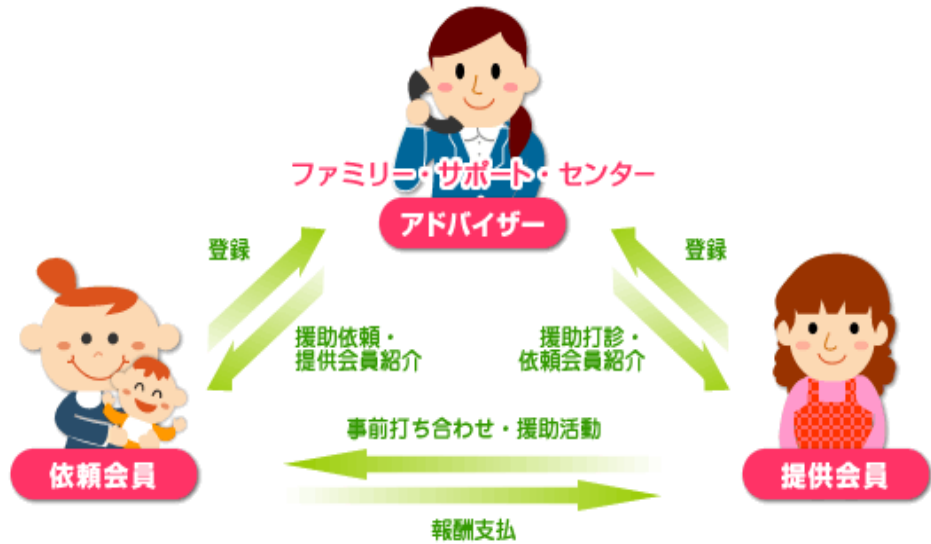 ファミリー・サポート・センター
アドバイザー
登録
登録
援助依頼・
提供会員紹介
援助打診・
依頼会員紹介
事前打ち合わせ・援助活動
依頼会員
提供会員
報酬支払